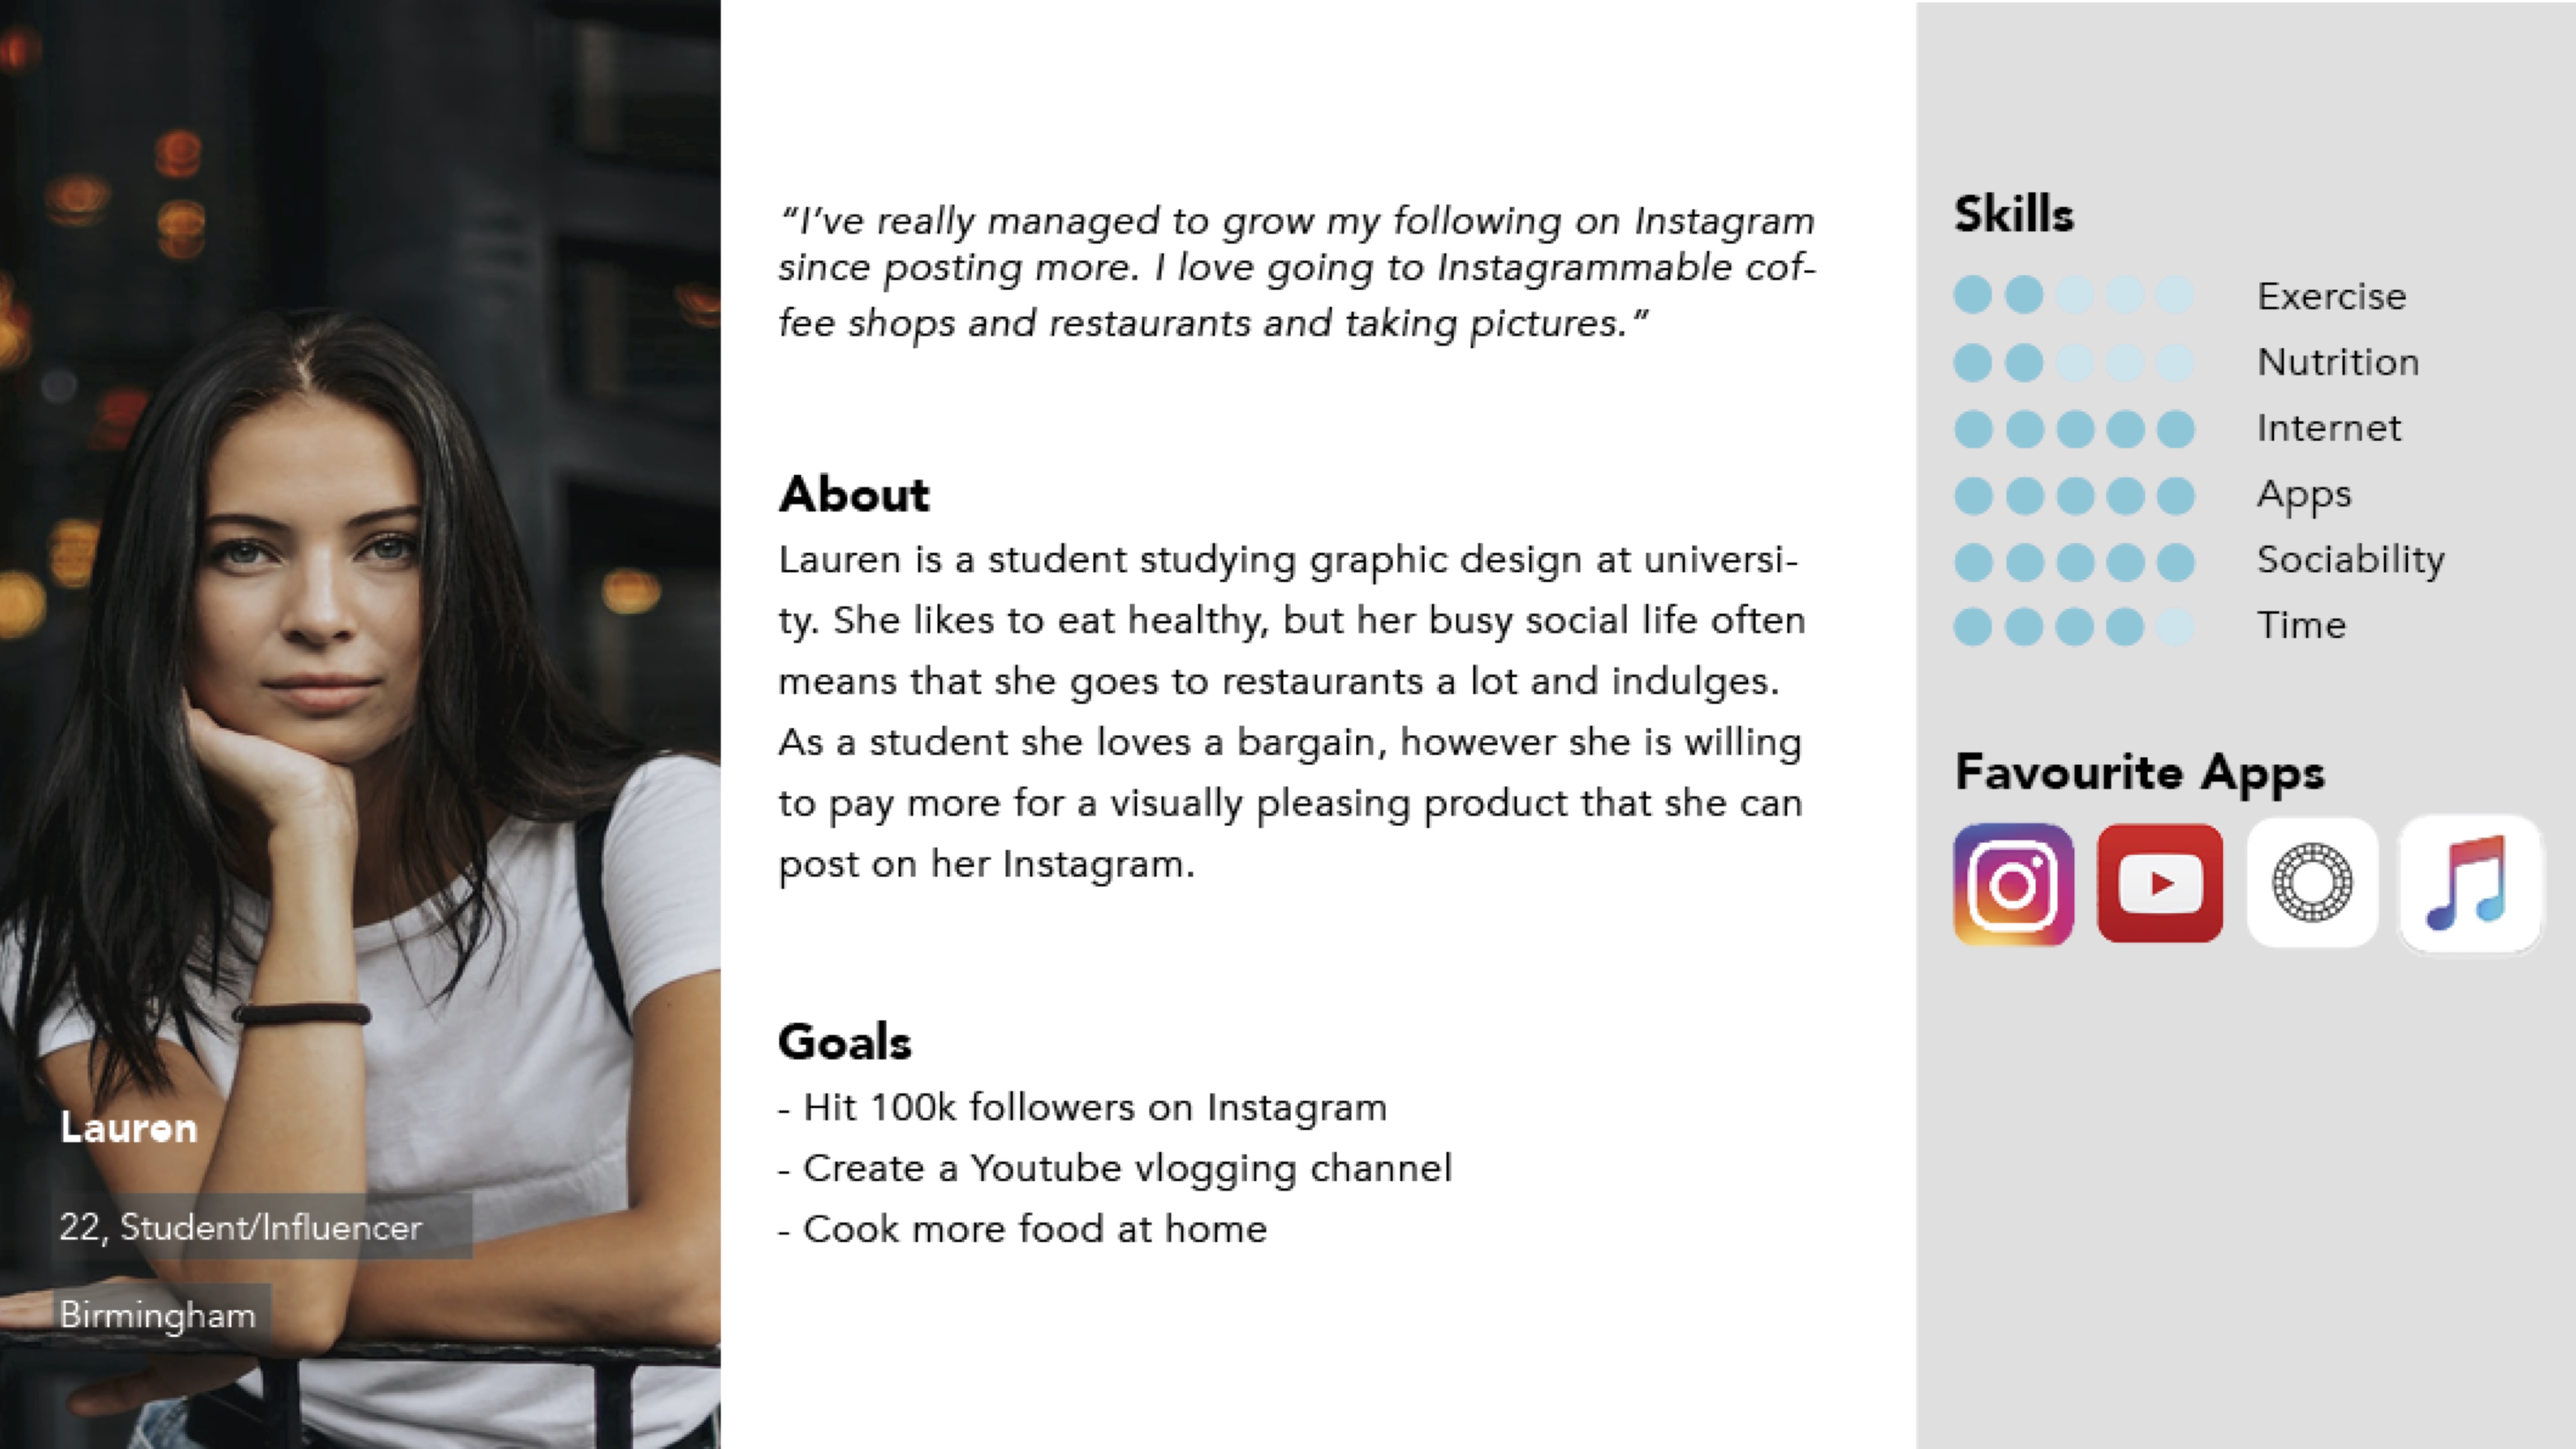 Lauren
22, Student/Influencer
Birmingham
“I’ve really managed to grow my following on Instagram
since posting more. I love going to Instagrammable cof-
fee shops and restaurants and taking pictures.”
About
Lauren is a student studying graphic design at universi-
ty. She likes to eat healthy, but her busy social life often
means that she goes to restaurants a lot and indulges.
As a student she loves a bargain, however she is willing
to pay more for a visually pleasing product that she can
post on her Instagram.
Goals
- Hit 100k followers on Instagram
- Create a Youtube vlogging channel
- Cook more food at home
Skills
Exercise
Nutrition
Internet
Apps
Sociability
Time
Favourite Apps